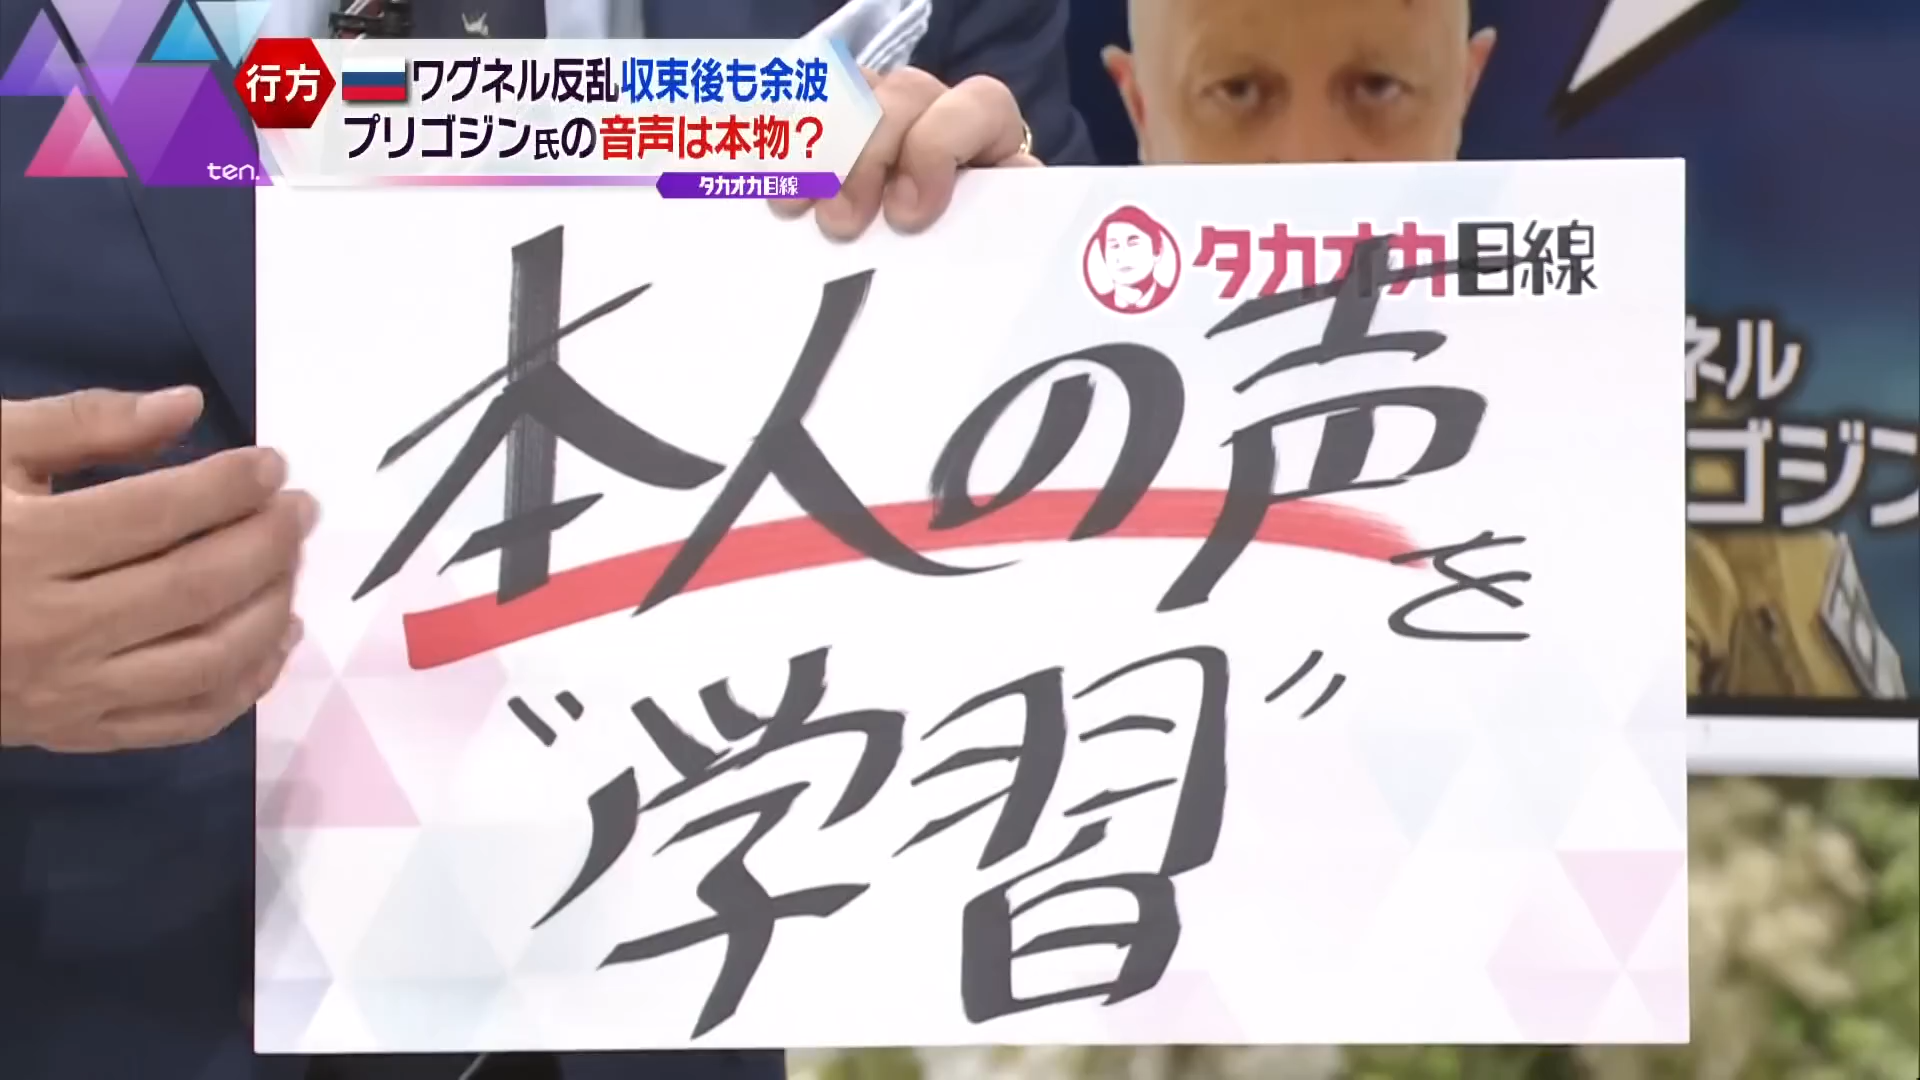 行方
ワグネル反乱収束後も余波
プリゴジン氏の音声は本物？
ten.
タカオカ目線
タカオカ目線
本人の声を
〝学習〟
ネル
ゴジン